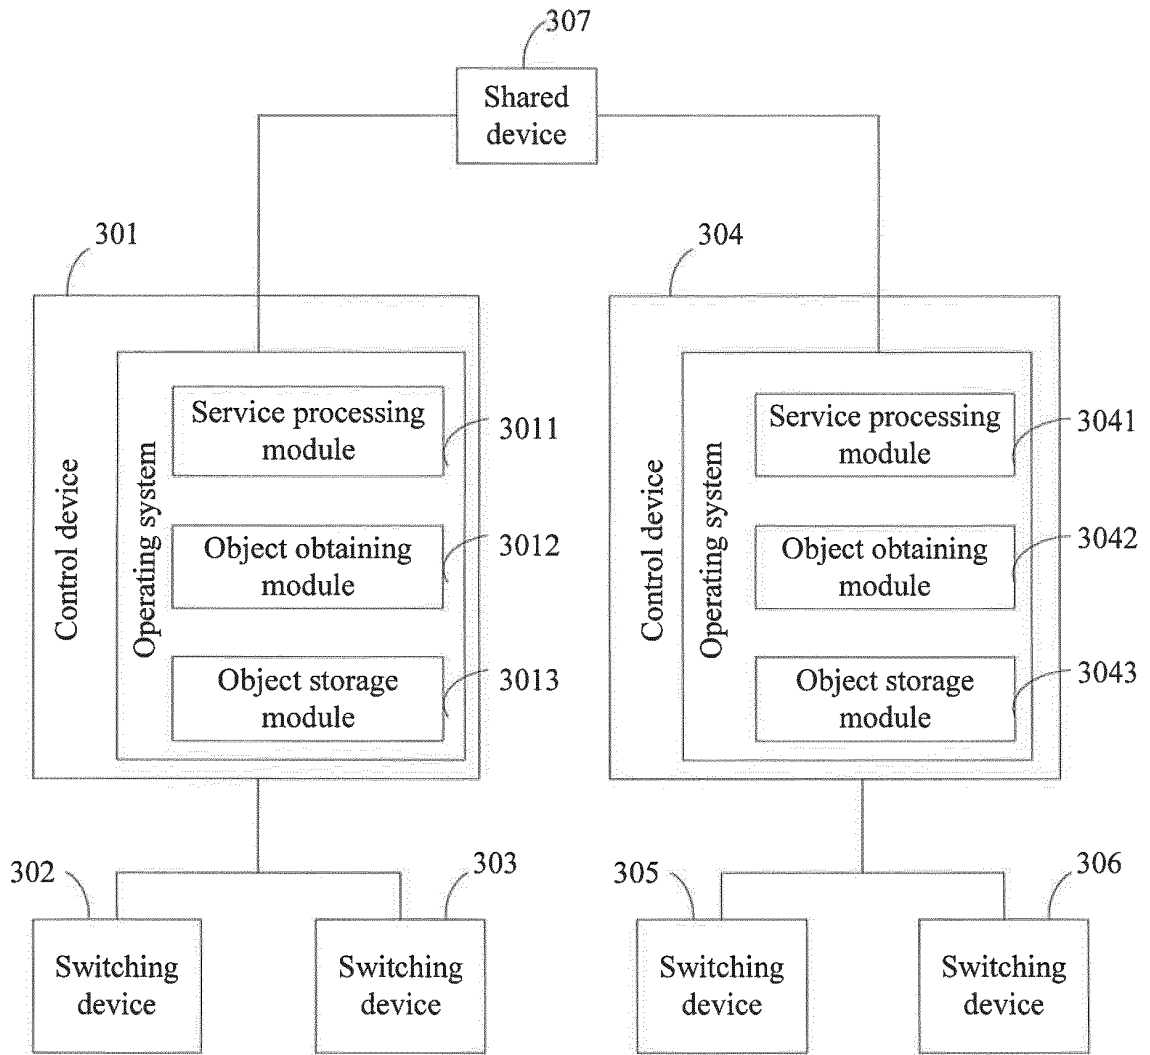 307
Shared
device
301
304
Control device
Operating system
Service processing
module
3011
Object obtaining
module
3012
Object storage
module
3013
Control device
Operating system
Service processing
module
3041
Object obtaining
module
3042
Object storage
module
3043
302
303
305
306
Switching
device
Switching
device
Switching
device
Switching
device